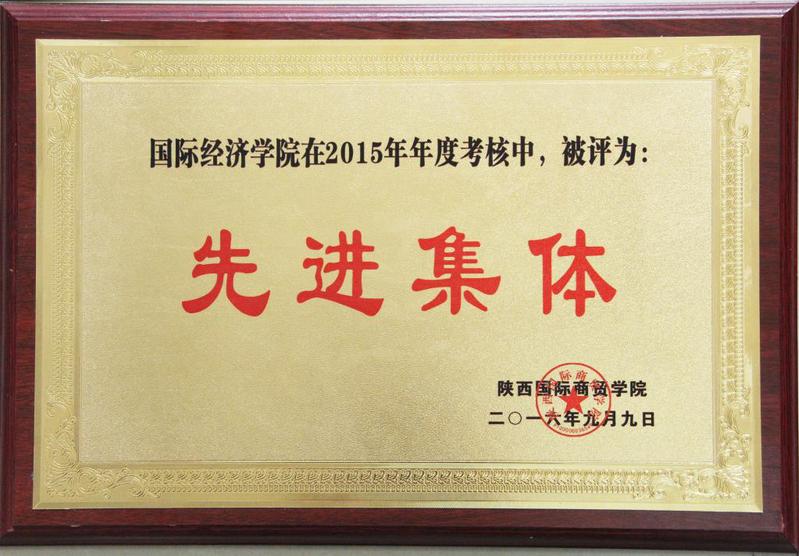 国际经济学院在2015年年度考核中，被评为：
先进集体
陕西国际商贸学院
二〇一六年九月九日